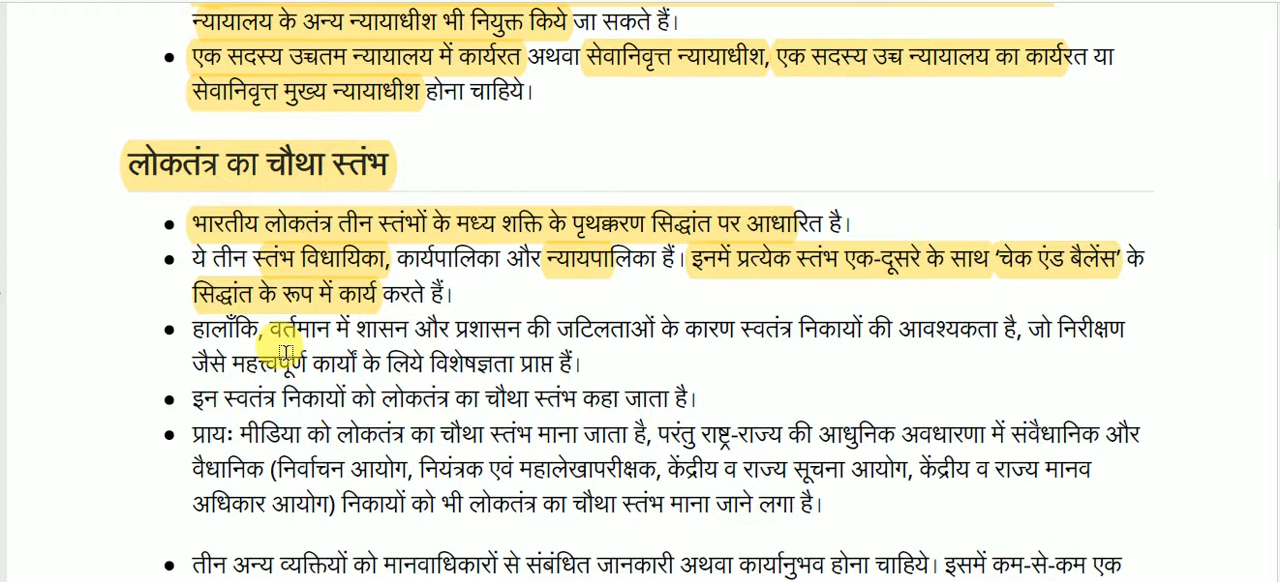 न्यायालय के अन्य न्यायाधीश भी नियुक्त किये जा सकते हैं।
• एक सदस्य उच्चतम न्यायालय में कार्यरत अथवा सेवानिवृत्त न्यायाधीश, एक सदस्य उच्च न्यायालय का कार्यरत या
सेवानिवृत्त मुख्य न्यायाधीश होना चाहिये।
लोकतंत्र का चौथा स्तंभ
• भारतीय लोकतंत्र तीन स्तंभों के मध्य शक्ति के पृथक्करण सिद्धांत पर आधारित है।
• ये तीन स्तंभ विधायिका, कार्यपालिका और न्यायपालिका हैं। इनमें प्रत्येक स्तंभ एक-दूसरे के साथ ‘चेक एंड बैलेंस’ के
सिद्धांत के रूप में कार्य करते हैं।
• हालाँकि, वर्तमान में शासन और प्रशासन की जटिलताओं के कारण स्वतंत्र निकायों की आवश्यकता है, जो निरीक्षण
जैसे महत्त्वपूर्ण कार्यों के लिये विशेषज्ञता प्राप्त हैं।
• इन स्वतंत्र निकायों को लोकतंत्र का चौथा स्तंभ कहा जाता है।
• प्रायः मीडिया को लोकतंत्र का चौथा स्तंभ माना जाता है, परंतु राष्ट्र-राज्य की आधुनिक अवधारणा में संवैधानिक और
वैधानिक (निर्वाचन आयोग, नियंत्रक एवं महालेखापरीक्षक, केंद्रीय व राज्य सूचना आयोग, केंद्रीय व राज्य मानव
अधिकार आयोग) निकायों को भी लोकतंत्र का चौथा स्तंभ माना जाने लगा है।
• तीन अन्य व्यक्तियों को मानवाधिकारों से संबंधित जानकारी अथवा कार्यानुभव होना चाहिये। इसमें कम-से-कम एक